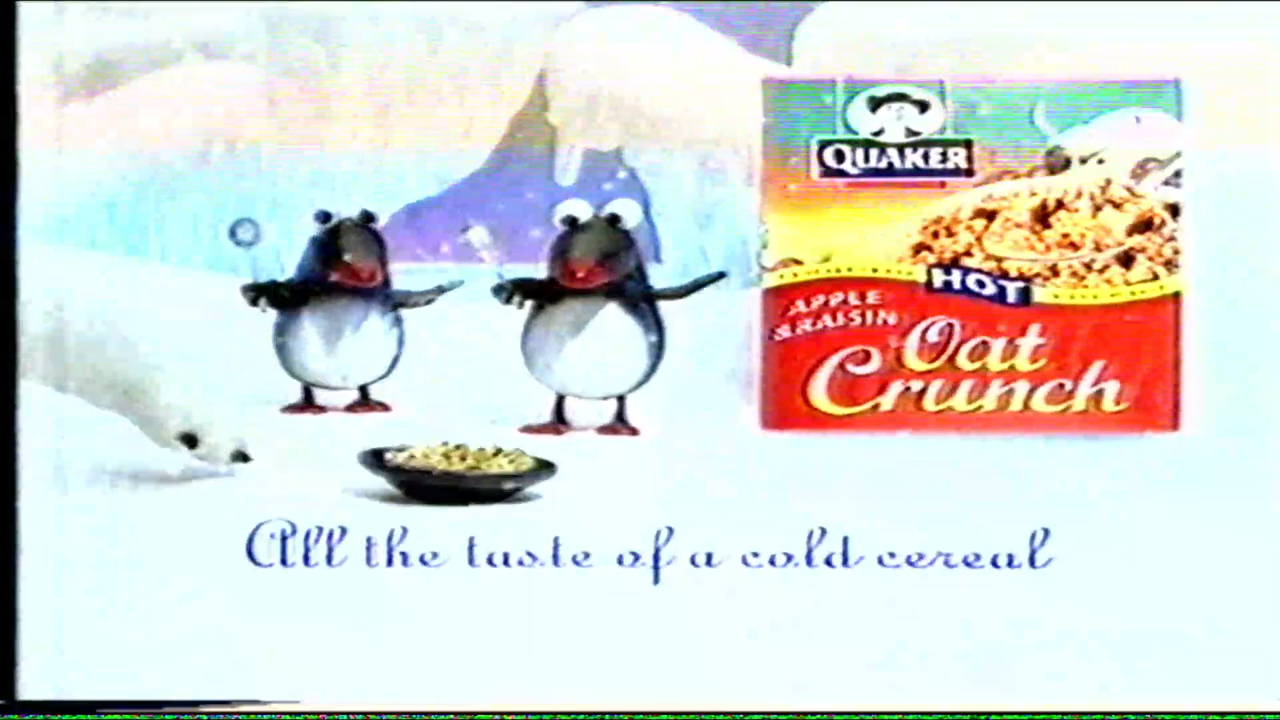 QUAKER
HOT
APPLE
& RAISIN
Oat
Crunch
All the taste of a cold cereal